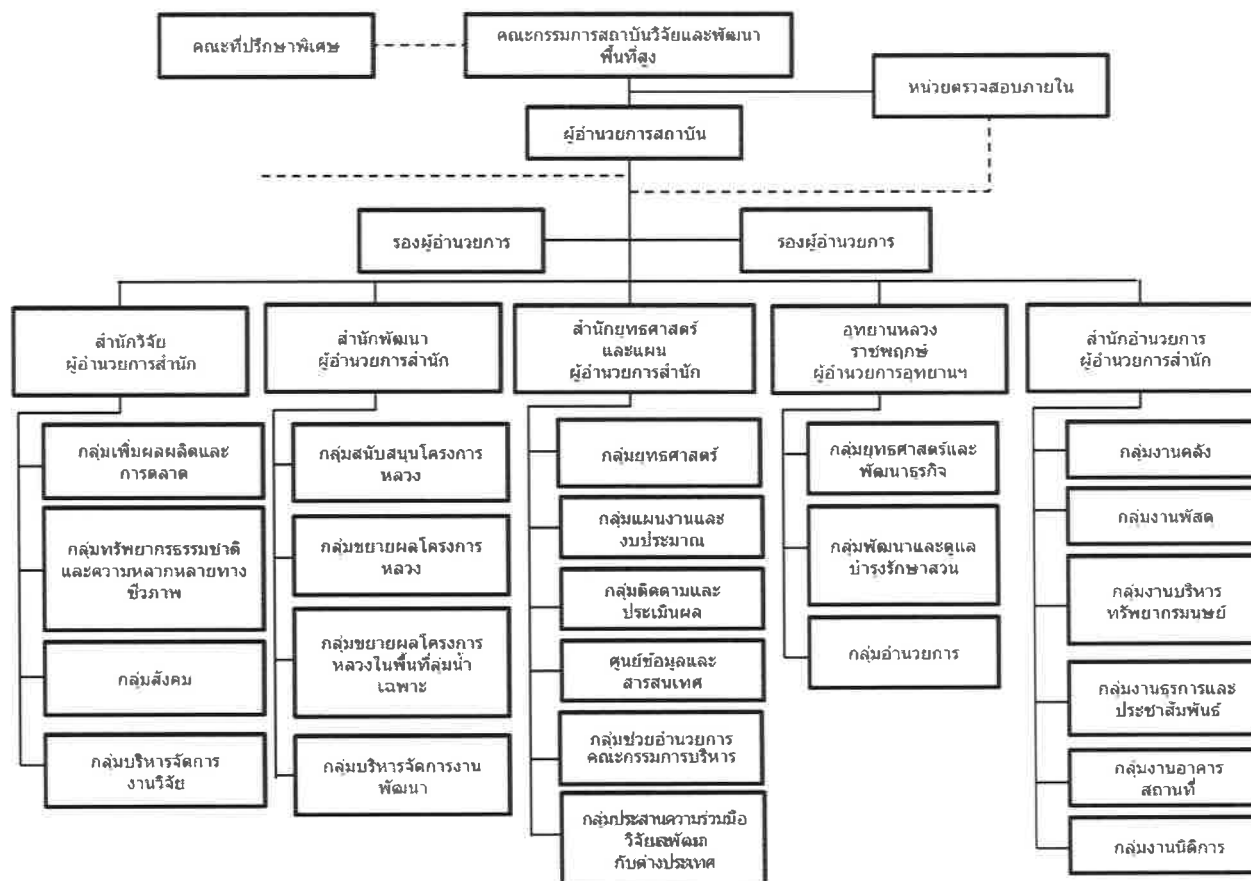 คณะที่ปรึกษาพิเศษ
คณะกรรมการสถาบันวิจัยและพัฒนา
พื้นที่สูง
หน่วยตรวจสอบภายใน
ผู้อำนวยการสถาบัน
รองผู้อำนวยการ
รองผู้อำนวยการ
สำนักวิจัย
ผู้อำนวยการสำนัก
กลุ่มเพิ่มผลผลิตและ
การตลาด
กลุ่มทรัพยากรธรรมชาติ
และความหลากหลายทาง
ชีวภาพ
กลุ่มสังคม
กลุ่มบริหารจัดการ
งานวิจัย
สำนักพัฒนา
ผู้อำนวยการสำนัก
กลุ่มสนับสนุนโครงการ
หลวง
กลุ่มขยายผลโครงการ
หลวง
กลุ่มขยายผลโครงการ
หลวงในพื้นที่ลุ่มน้ำ
เฉพาะ
กลุ่มบริหารจัดการงาน
พัฒนา
สำนักยุทธศาสตร์
และแผน
ผู้อำนวยการสำนัก
กลุ่มยุทธศาสตร์
กลุ่มแผนงานและ
งบประมาณ
กลุ่มติดตามและ
ประเมินผล
ศูนย์ข้อมูลและ
สารสนเทศ
กลุ่มช่วยอำนวยการ
คณะกรรมการบริหาร
กลุ่มประสานความร่วมมือ
วิจัยและพัฒนา
กับต่างประเทศ
อุทยานหลวง
ราชพฤกษ์
ผู้อำนวยการอุทยานฯ
กลุ่มยุทธศาสตร์และ
พัฒนาธุรกิจ
กลุ่มพัฒนาและดูแล
บำรุงรักษาสวน
กลุ่มอำนวยการ
สำนักอำนวยการ
ผู้อำนวยการสำนัก
กลุ่มงานคลัง
กลุ่มงานพัสดุ
กลุ่มงานบริหาร
ทรัพยากรมนุษย์
กลุ่มงานธุรการและ
ประชาสัมพันธ์
กลุ่มงานอาคาร
สถานที่
กลุ่มงานนิติการ